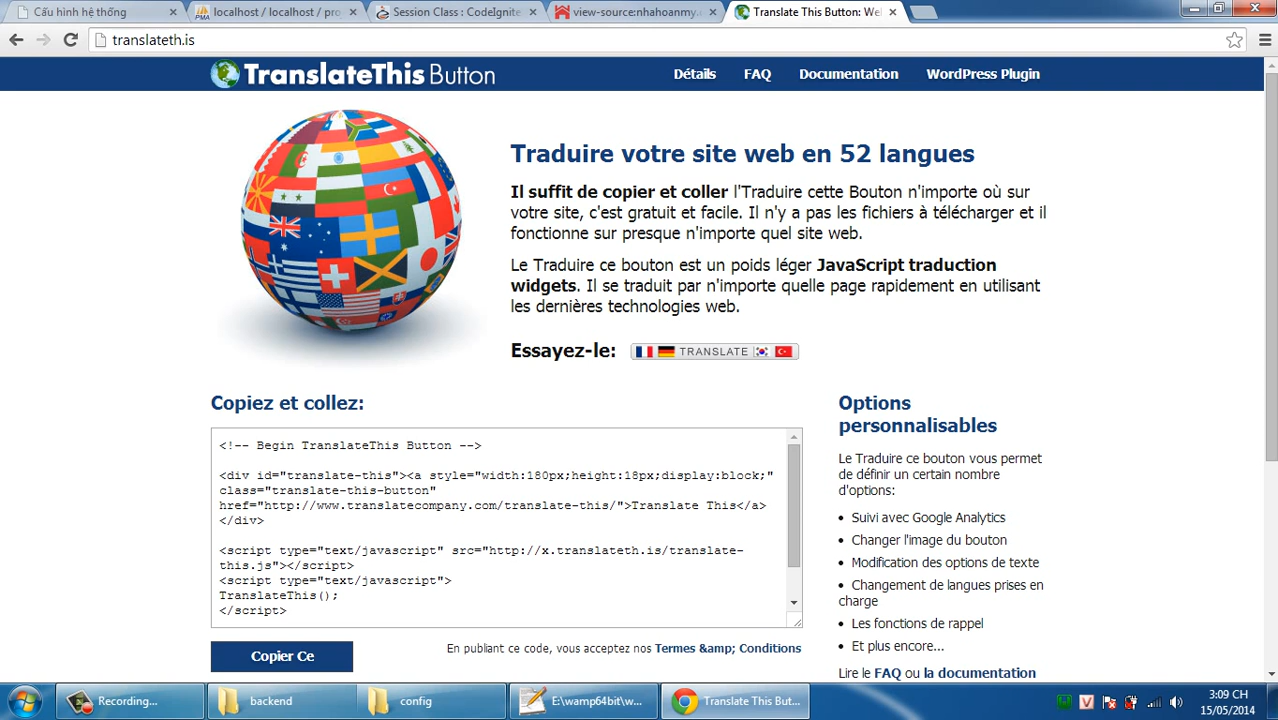 Cấu hình hệ thống
localhost / localhost / pro
Session Class : CodeIgnite
view-source:nhahoanmy.
Translate This Button: We
translateth.is
TranslateThis Button
Détails
FAQ
Documentation
WordPress Plugin
Traduire votre site web en 52 langues
Il suffit de copier et coller l'Traduire cette Bouton n'importe où sur
votre site, c'est gratuit et facile. Il n'y a pas les fichiers à télécharger et il
fonctionne sur presque n'importe quel site web.
Le Traduire ce bouton est un poids léger JavaScript traduction
widgets. Il se traduit par n'importe quelle page rapidement en utilisant
les dernières technologies web.
Essayez-le:
TRANSLATE
Copiez et collez:
<!-- Begin TranslateThis Button -->
<div id="translate-this"><a style="width:180px;height:18px;display:block;"
class="translate-this-button"
href="http://www.translatecompany.com/translate-this/">Translate This</a>
</div>
<script type="text/javascript" src="http://x.translateth.is/translate-
this.js"></script>
<script type="text/javascript">
TranslateThis();
</script>
Copier Ce
En publiant ce code, vous acceptez nos Termes &amp; Conditions
Options
personnalisables
Le Traduire ce bouton vous permet
de définir un certain nombre
d'options:
• Suivi avec Google Analytics
• Changer l'image du bouton
• Modification des options de texte
• Changement de langues prises en
charge
• Les fonctions de rappel
• Et plus encore...
Lire le FAQ ou la documentation
Recording...
backend
config
E:\wamp64bit\w...
Translate This But...
3:09 CH
15/05/2014